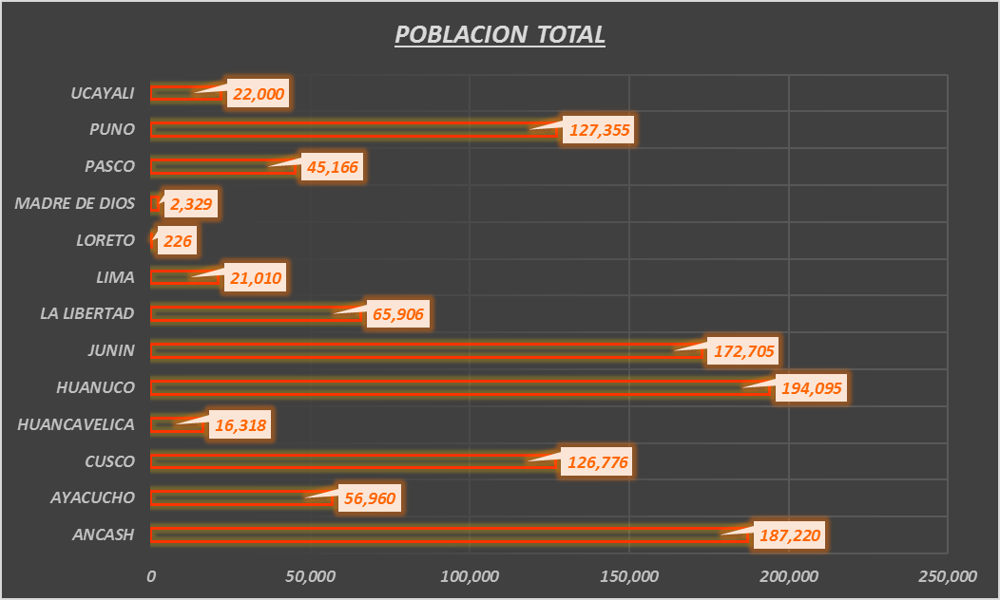 POBLACION TOTAL
UCAYALI 22,000
PUNO 127,355
PASCO 45,166
MADRE DE DIOS 2,329
LORETO 226
LIMA 21,010
LA LIBERTAD 65,906
JUNIN 172,705
HUANUCO 194,095
HUANCAVELICA 16,318
CUSCO 126,776
AYACUCHO 56,960
ANCASH 187,220
0 50,000 100,000 150,000 200,000 250,000